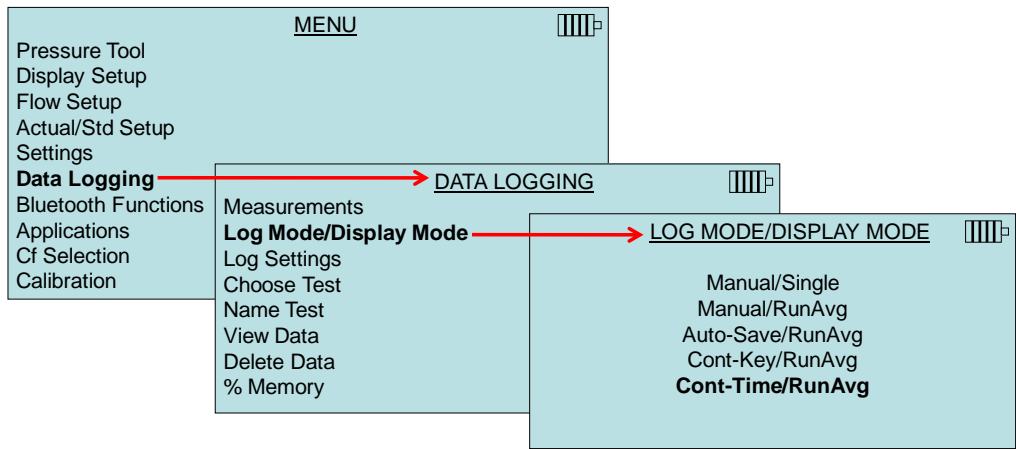 MENU
Pressure Tool
Display Setup
Flow Setup
Actual/Std Setup
Settings
Data Logging
Bluetooth Functions
Applications
Cf Selection
Calibration
DATA LOGGING
Measurements
Log Mode/Display Mode
Log Settings
Choose Test
Name Test
View Data
Delete Data
% Memory
LOG MODE/DISPLAY MODE
Manual/Single
Manual/RunAvg
Auto-Save/RunAvg
Cont-Key/RunAvg
Cont-Time/RunAvg